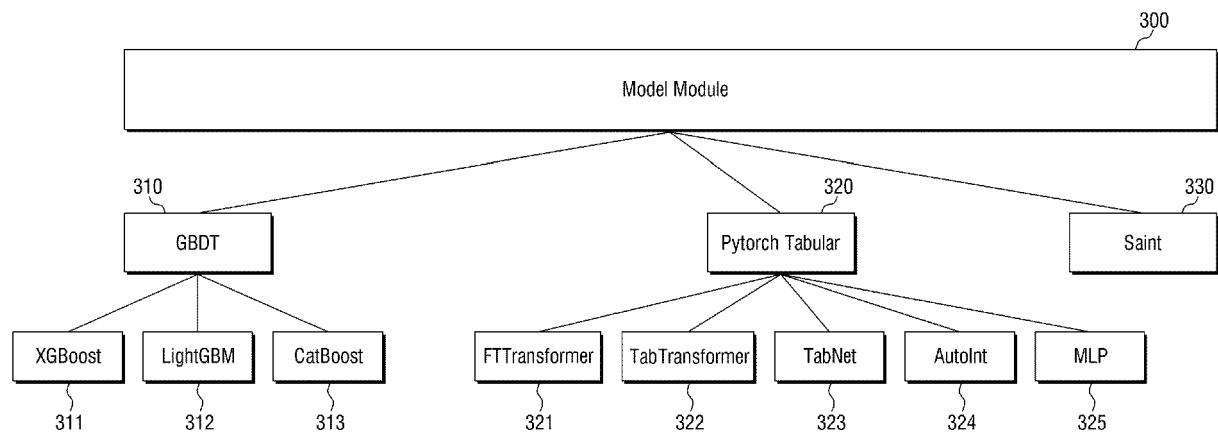 300
Model Module
310
320
330
GBDT
Pytorch Tabular
Saint
XGBoost
LightGBM
CatBoost
FTTransformer
TabTransformer
TabNet
AutoInt
MLP
311
312
313
321
322
323
324
325